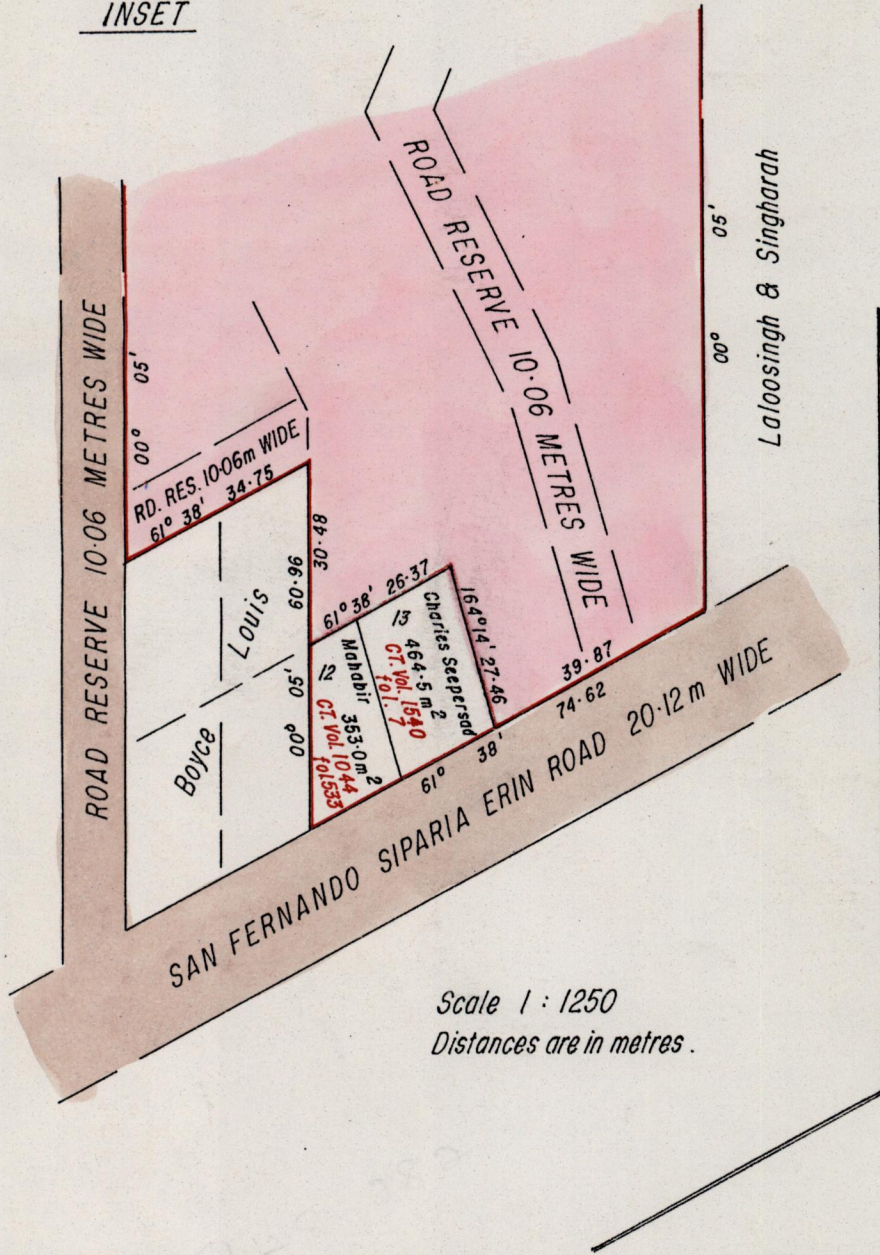 INSET
ROAD RESERVE 10·06 METRES WIDE
ROAD RESERVE 10·06 METRES WIDE
00° 05'
Laloosingh & Singharah
00° 05'
RD. RES. 10·06m WIDE
61° 38' 34·75
Louis
Boyce
60·96
30·48
00° 05'
61° 38' 26·37
164° 14' 27·46
12
Mahabir
353·0 m²
CT. Vol. 1044
fol.533
13
Charles Seepersad
464·5 m²
CT. Vol. 1540
fol. 7
39·87
74·62
61° 38'
SAN FERNANDO SIPARIA ERIN ROAD 20·12 m WIDE
Scale 1 : 1250
Distances are in metres.